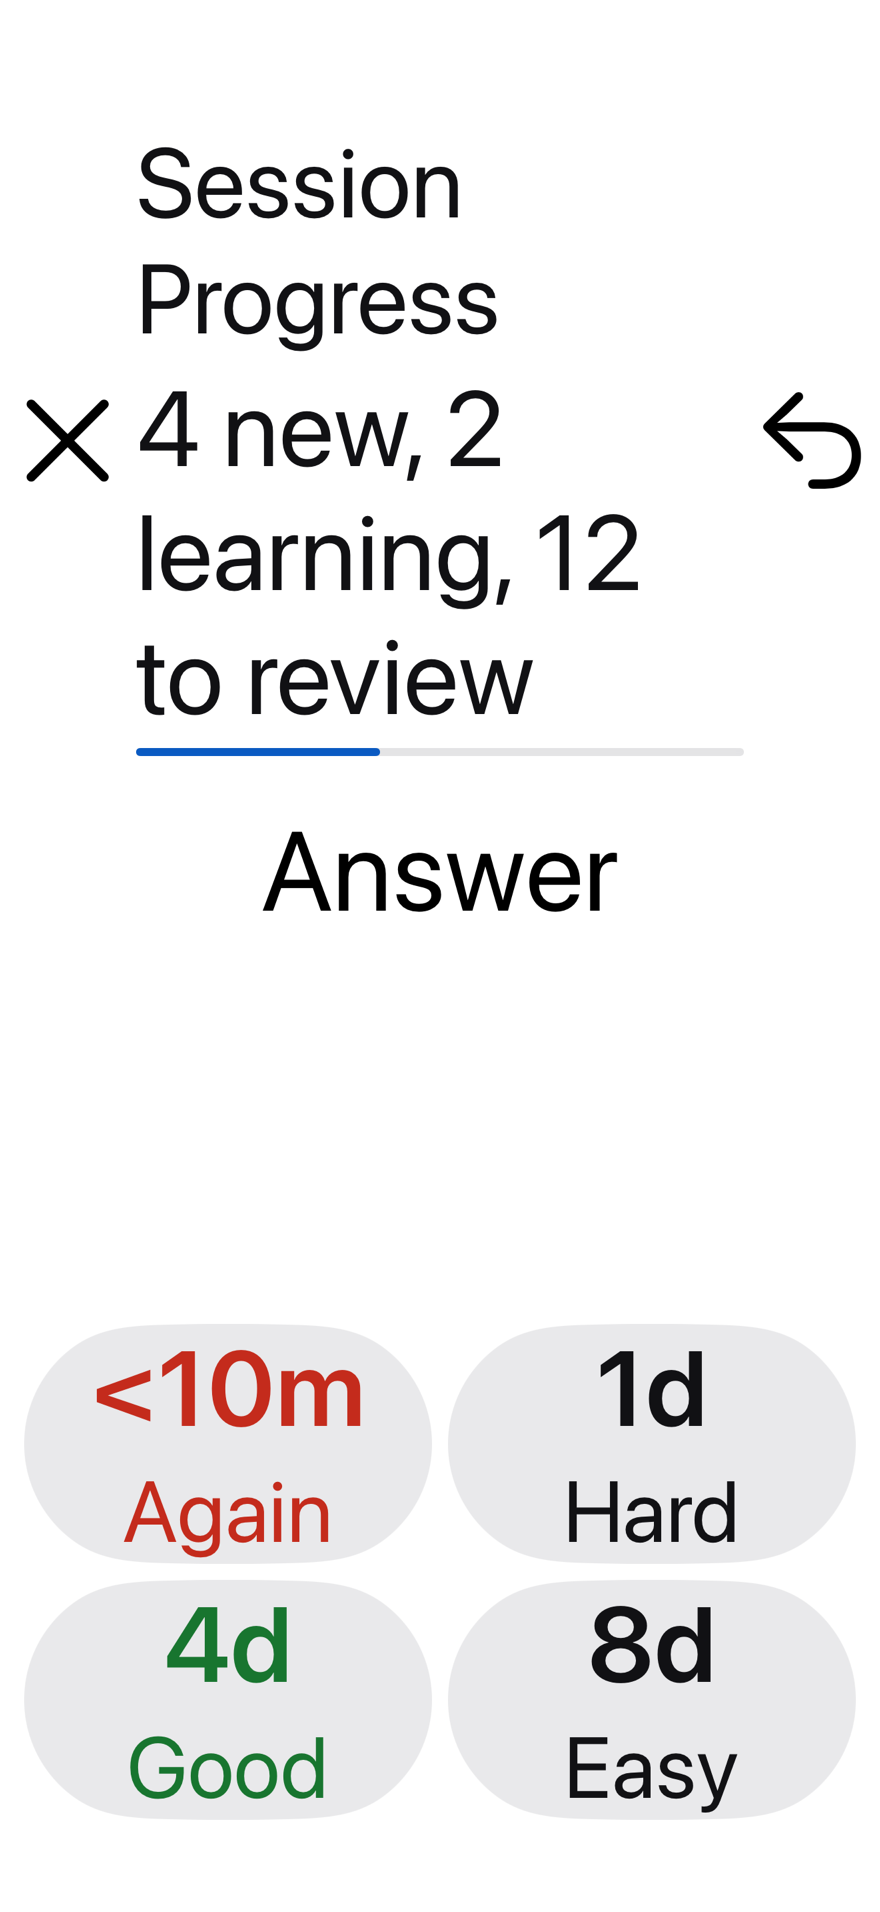 Session
Progress
4 new, 2
learning, 12
to review
Answer
<10m
Again
1d
Hard
4d
Good
8d
Easy